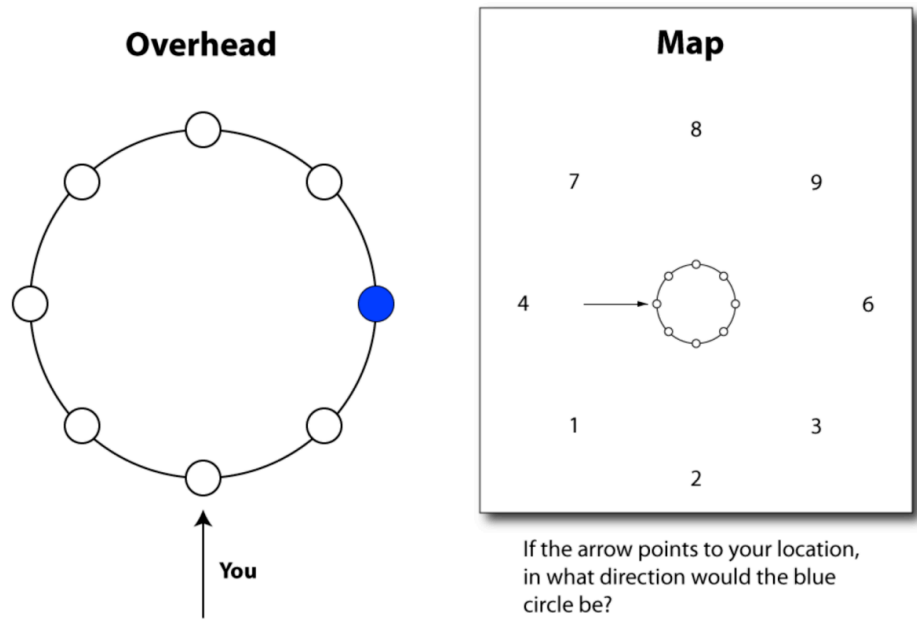 Overhead
You
Map
8
7
9
4
6
1
3
2
If the arrow points to your location,
in what direction would the blue
circle be?